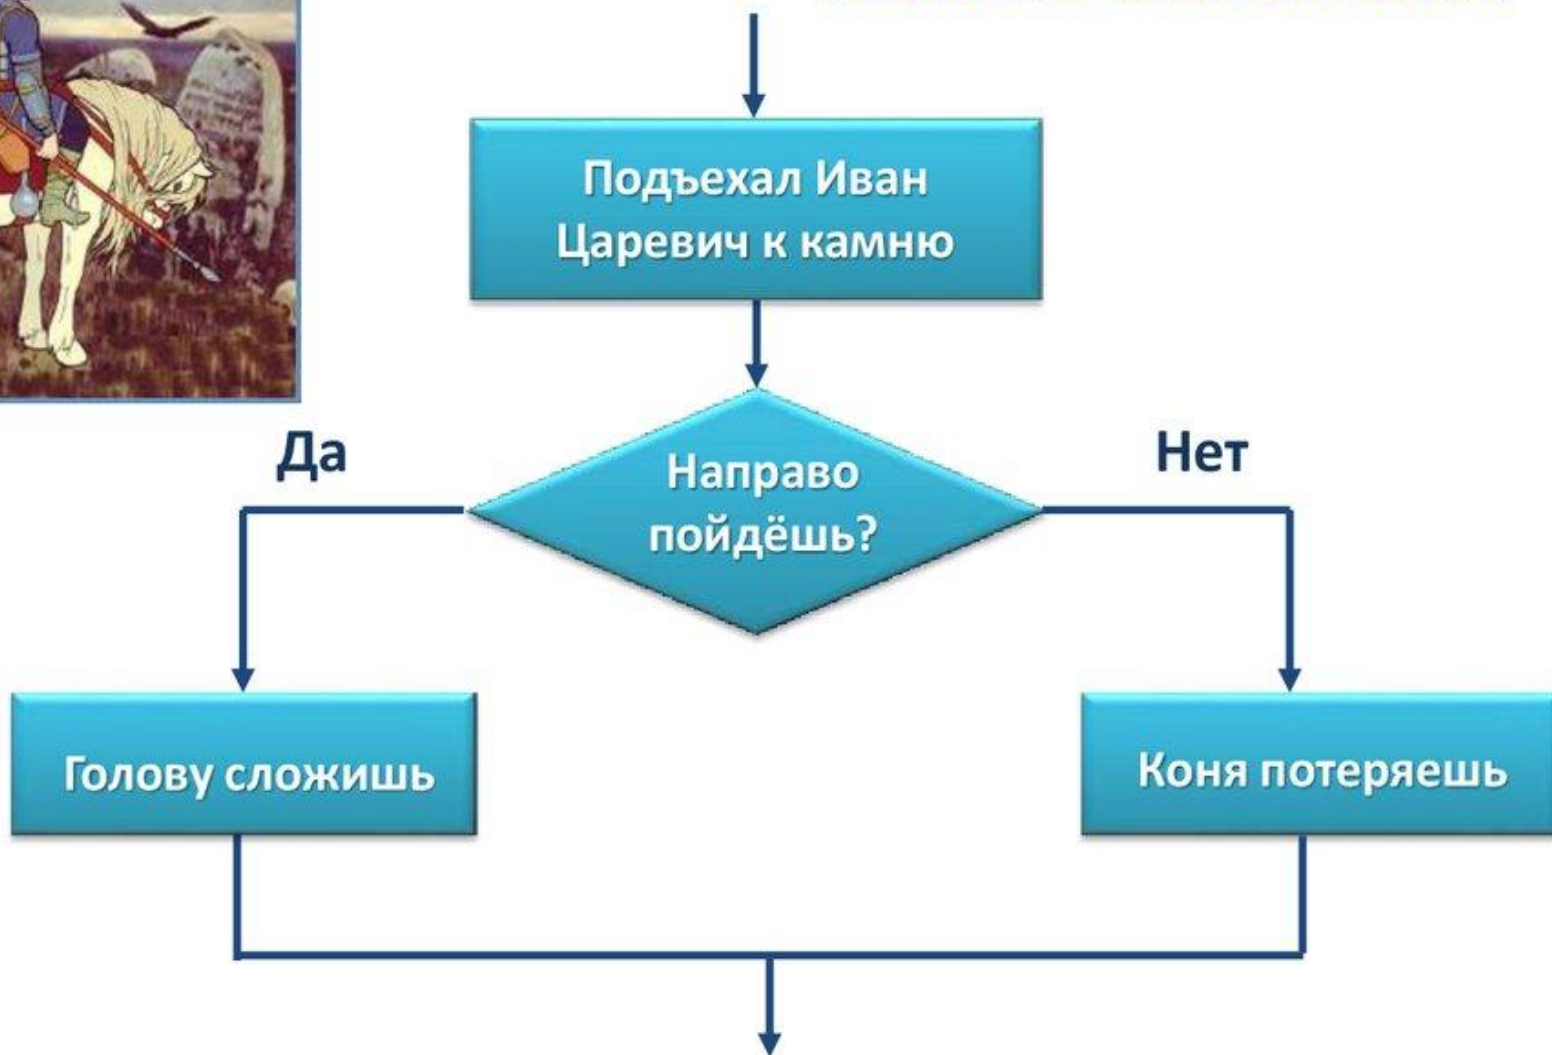 Подъехал Иван
Царевич к камню
Да
Направо
пойдёшь?
Нет
Голову сложишь
Коня потеряешь